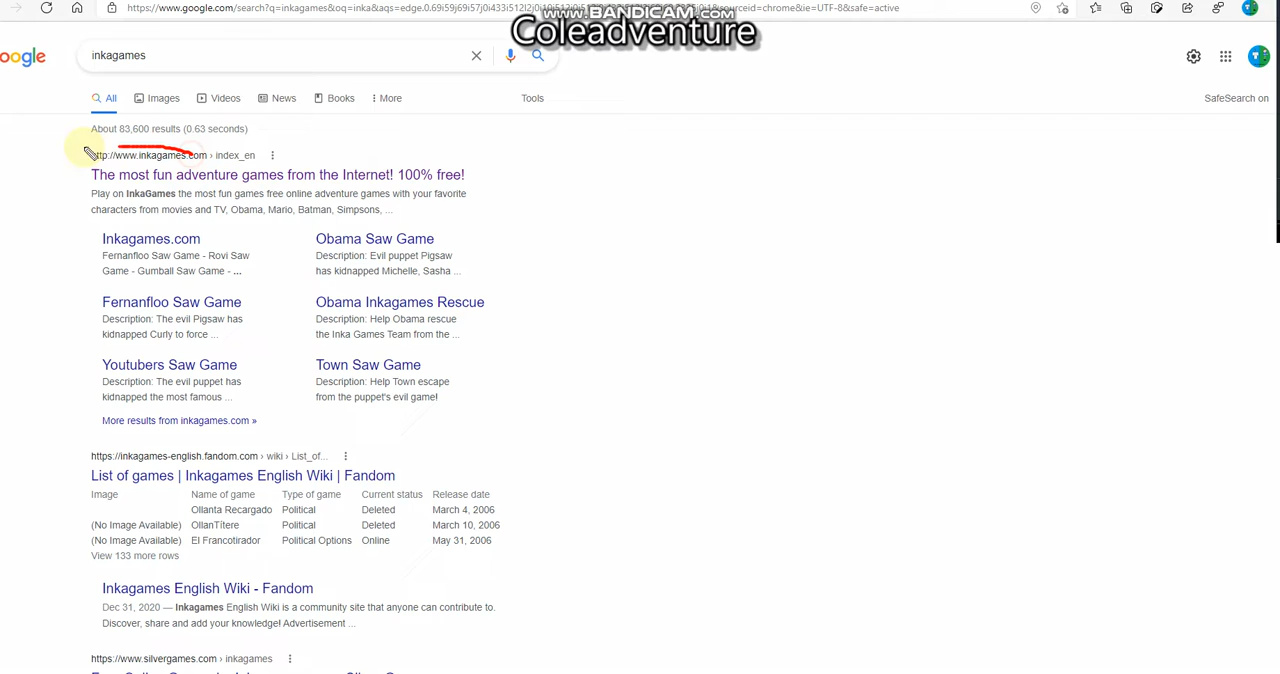 https://www.google.com/search?q=inkagames&oq=inka&aqs=edge.
www.BANDICAM.com
Coleadventure
oogle
inkagames
All Images Videos News Books More Tools SafeSearch on
About 83,600 results (0.63 seconds)
http://www.inkagames.com › index_en
The most fun adventure games from the Internet! 100% free!
Play on InkaGames the most fun games free online adventure games with your favorite
characters from movies and TV, Obama, Mario, Batman, Simpsons, ...
Inkagames.com
Fernanfloo Saw Game - Rovi Saw
Game - Gumball Saw Game - ...
Obama Saw Game
Description: Evil puppet Pigsaw
has kidnapped Michelle, Sasha ...
Fernanfloo Saw Game
Description: The evil Pigsaw has
kidnapped Curly to force ...
Obama Inkagames Rescue
Description: Help Obama rescue
the Inka Games Team from the ...
Youtubers Saw Game
Description: The evil puppet has
kidnapped the most famous ...
Town Saw Game
Description: Help Town escape
from the puppet's evil game!
More results from inkagames.com »
https://inkagames-english.fandom.com › wiki › List_of...
List of games | Inkagames English Wiki | Fandom
Image Name of game Type of game Current status Release date
Ollanta Recargado Political Deleted March 4, 2006
(No Image Available) OllanTítere Political Deleted March 10, 2006
(No Image Available) El Francotirador Political Options Online May 31, 2006
View 133 more rows
Inkagames English Wiki - Fandom
Dec 31, 2020 — Inkagames English Wiki is a community site that anyone can contribute to.
Discover, share and add your knowledge! Advertisement ...
https://www.silvergames.com › inkagames